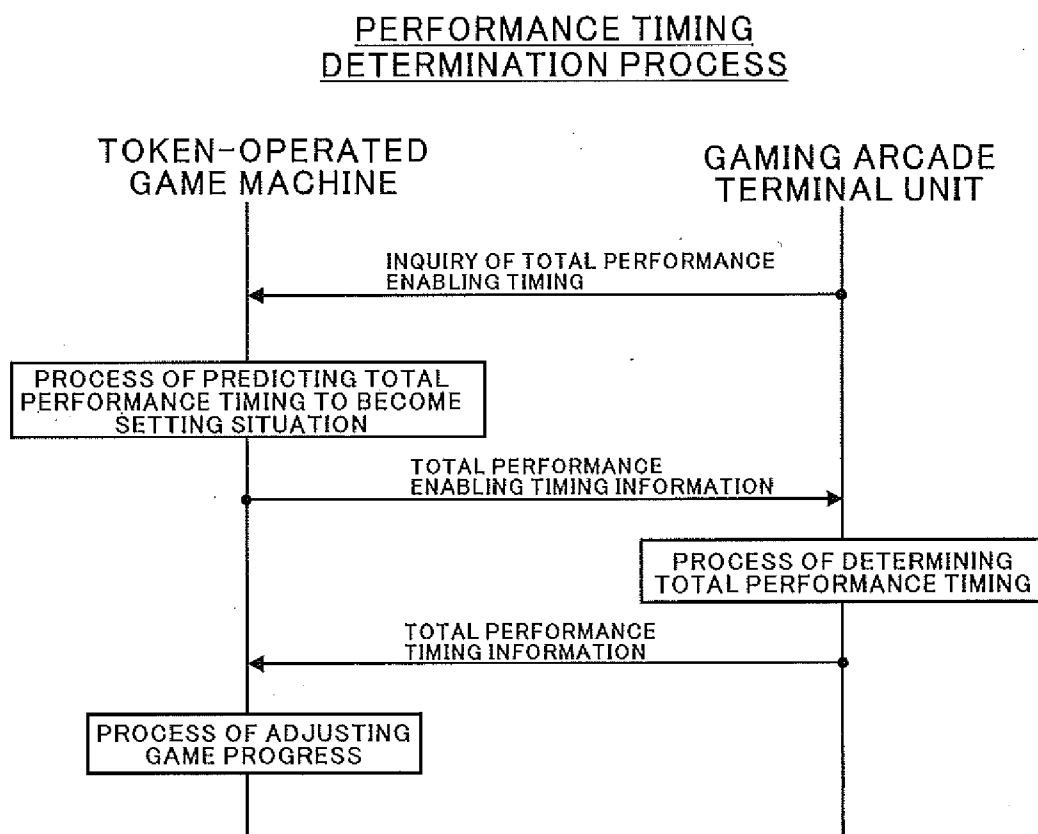 PERFORMANCE TIMING
DETERMINATION PROCESS
TOKEN-OPERATED
GAME MACHINE
GAMING ARCADE
TERMINAL UNIT
INQUIRY OF TOTAL PERFORMANCE
ENABLING TIMING
PROCESS OF PREDICTING TOTAL
PERFORMANCE TIMING TO BECOME
SETTING SITUATION
TOTAL PERFORMANCE
ENABLING TIMING INFORMATION
PROCESS OF DETERMINING
TOTAL PERFORMANCE TIMING
TOTAL PERFORMANCE
TIMING INFORMATION
PROCESS OF ADJUSTING
GAME PROGRESS